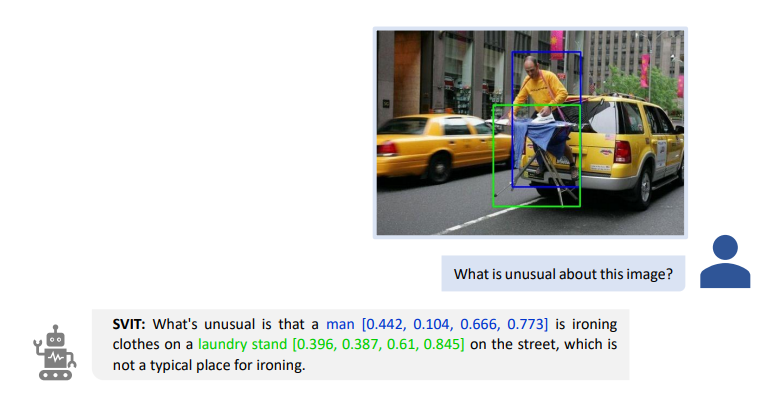 What is unusual about this image?
SVIT: What's unusual is that a man [0.442, 0.104, 0.666, 0.773] is ironing
clothes on a laundry stand [0.396, 0.387, 0.61, 0.845] on the street, which is
not a typical place for ironing.